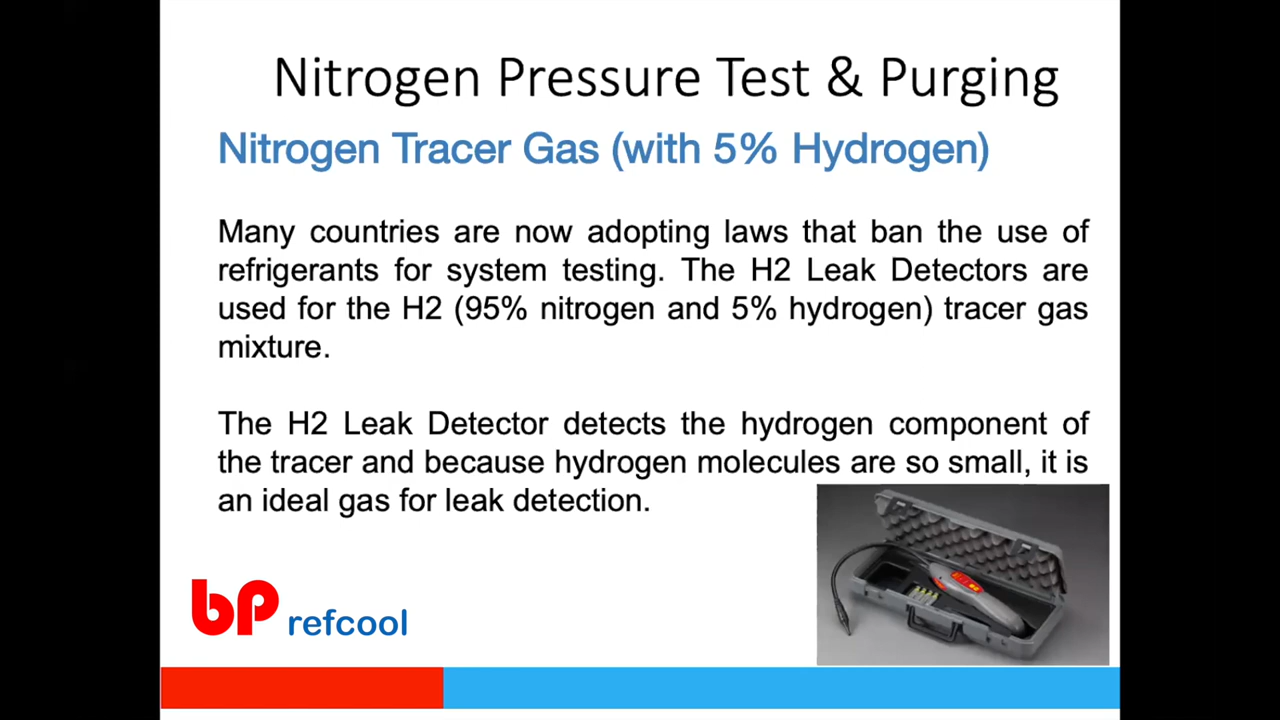 Nitrogen Pressure Test & Purging
Nitrogen Tracer Gas (with 5% Hydrogen)
Many countries are now adopting laws that ban the use of
refrigerants for system testing. The H2 Leak Detectors are
used for the H2 (95% nitrogen and 5% hydrogen) tracer gas
mixture.
The H2 Leak Detector detects the hydrogen component of
the tracer and because hydrogen molecules are so small, it is
an ideal gas for leak detection.
bp refcool